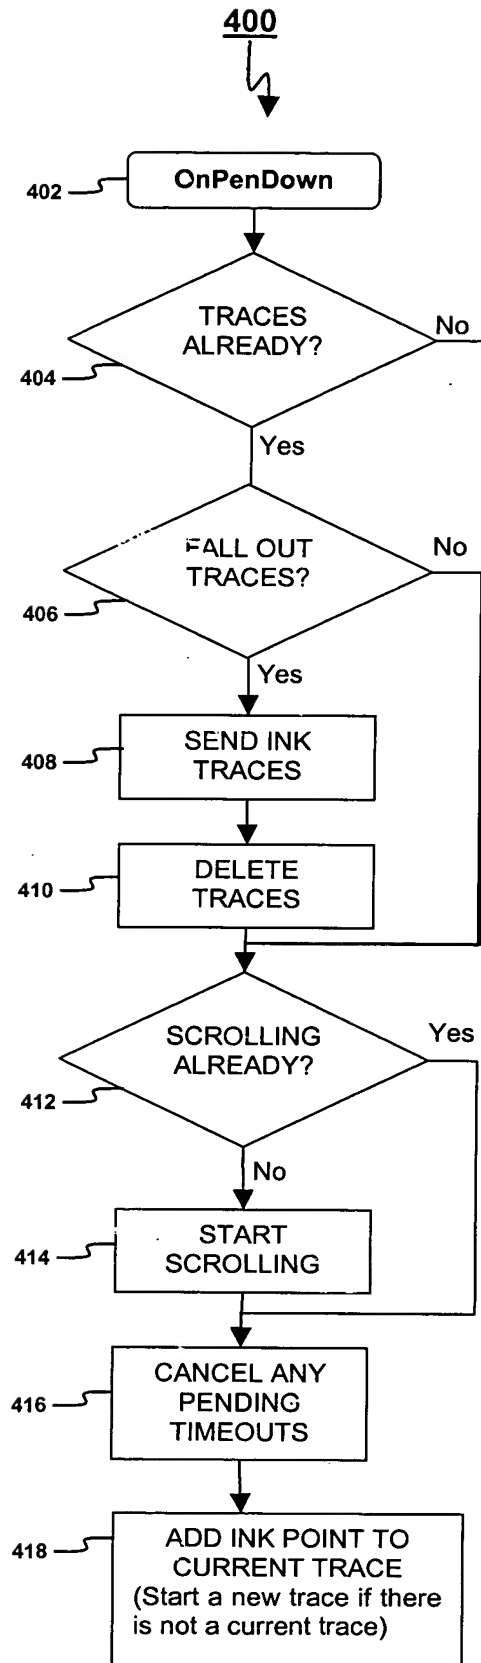 400
OnPenDown
402
TRACES
ALREADY?
No
404
Yes
FALL OUT
TRACES?
No
406
Yes
SEND INK
TRACES
408
DELETE
TRACES
410
SCROLLING
ALREADY?
Yes
412
No
START
SCROLLING
414
CANCEL ANY
PENDING
TIMEOUTS
416
ADD INK POINT TO
CURRENT TRACE
(Start a new trace if there
is not a current trace)
418